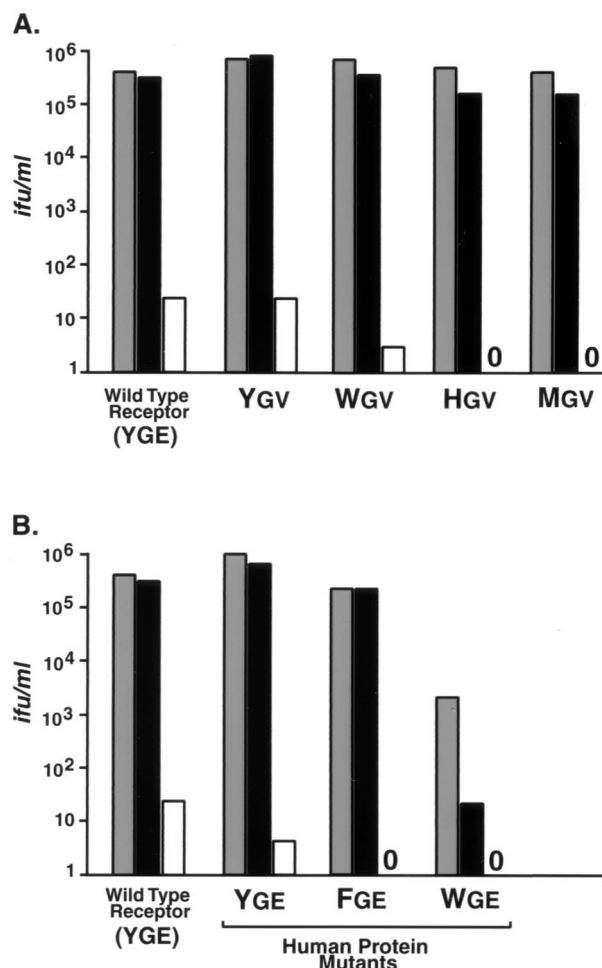 A.
ifu/ml
10⁶
10⁵
10⁴
10³
10²
10
1
0 0
Wild Type Receptor (YGE) YGV WGV HGV MGV
B.
ifu/ml
10⁶
10⁵
10⁴
10³
10²
10
1
0 0
Wild Type Receptor (YGE) YGE FGE WGE
Human Protein
Mutants